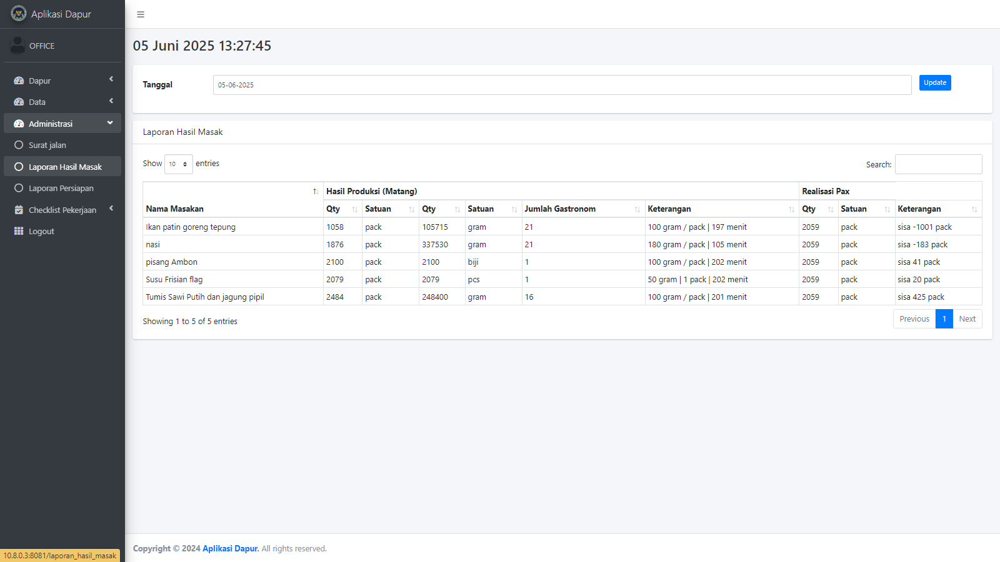 Aplikasi Dapur
OFFICE
Dapur
Data
Administrasi
Surat jalan
Laporan Hasil Masak
Laporan Persiapan
Checklist Pekerjaan
Logout
10.8.0.3:8081/laporan_hasil_masak
05 Juni 2025 13:27:45
Tanggal 05-06-2025 Update
Laporan Hasil Masak
Show 10 entries Search:
Hasil Produksi (Matang) Realisasi Pax
Nama Masakan Qty Satuan Qty Satuan Jumlah Gastronom Keterangan Qty Satuan Keterangan
Ikan patin goreng tepung 1058 pack 105715 gram 21 100 gram / pack | 197 menit 2059 pack sisa -1001 pack
nasi 1876 pack 337530 gram 21 180 gram / pack | 105 menit 2059 pack sisa -183 pack
pisang Ambon 2100 pack 2100 biji 1 100 gram / pack | 202 menit 2059 pack sisa 41 pack
Susu Frisian flag 2079 pack 2079 pcs 1 50 gram | 1 pack | 202 menit 2059 pack sisa 20 pack
Tumis Sawi Putih dan jagung pipil 2484 pack 248400 gram 16 100 gram / pack | 201 menit 2059 pack sisa 425 pack
Showing 1 to 5 of 5 entries Previous 1 Next
Copyright © 2024 Aplikasi Dapur. All rights reserved.